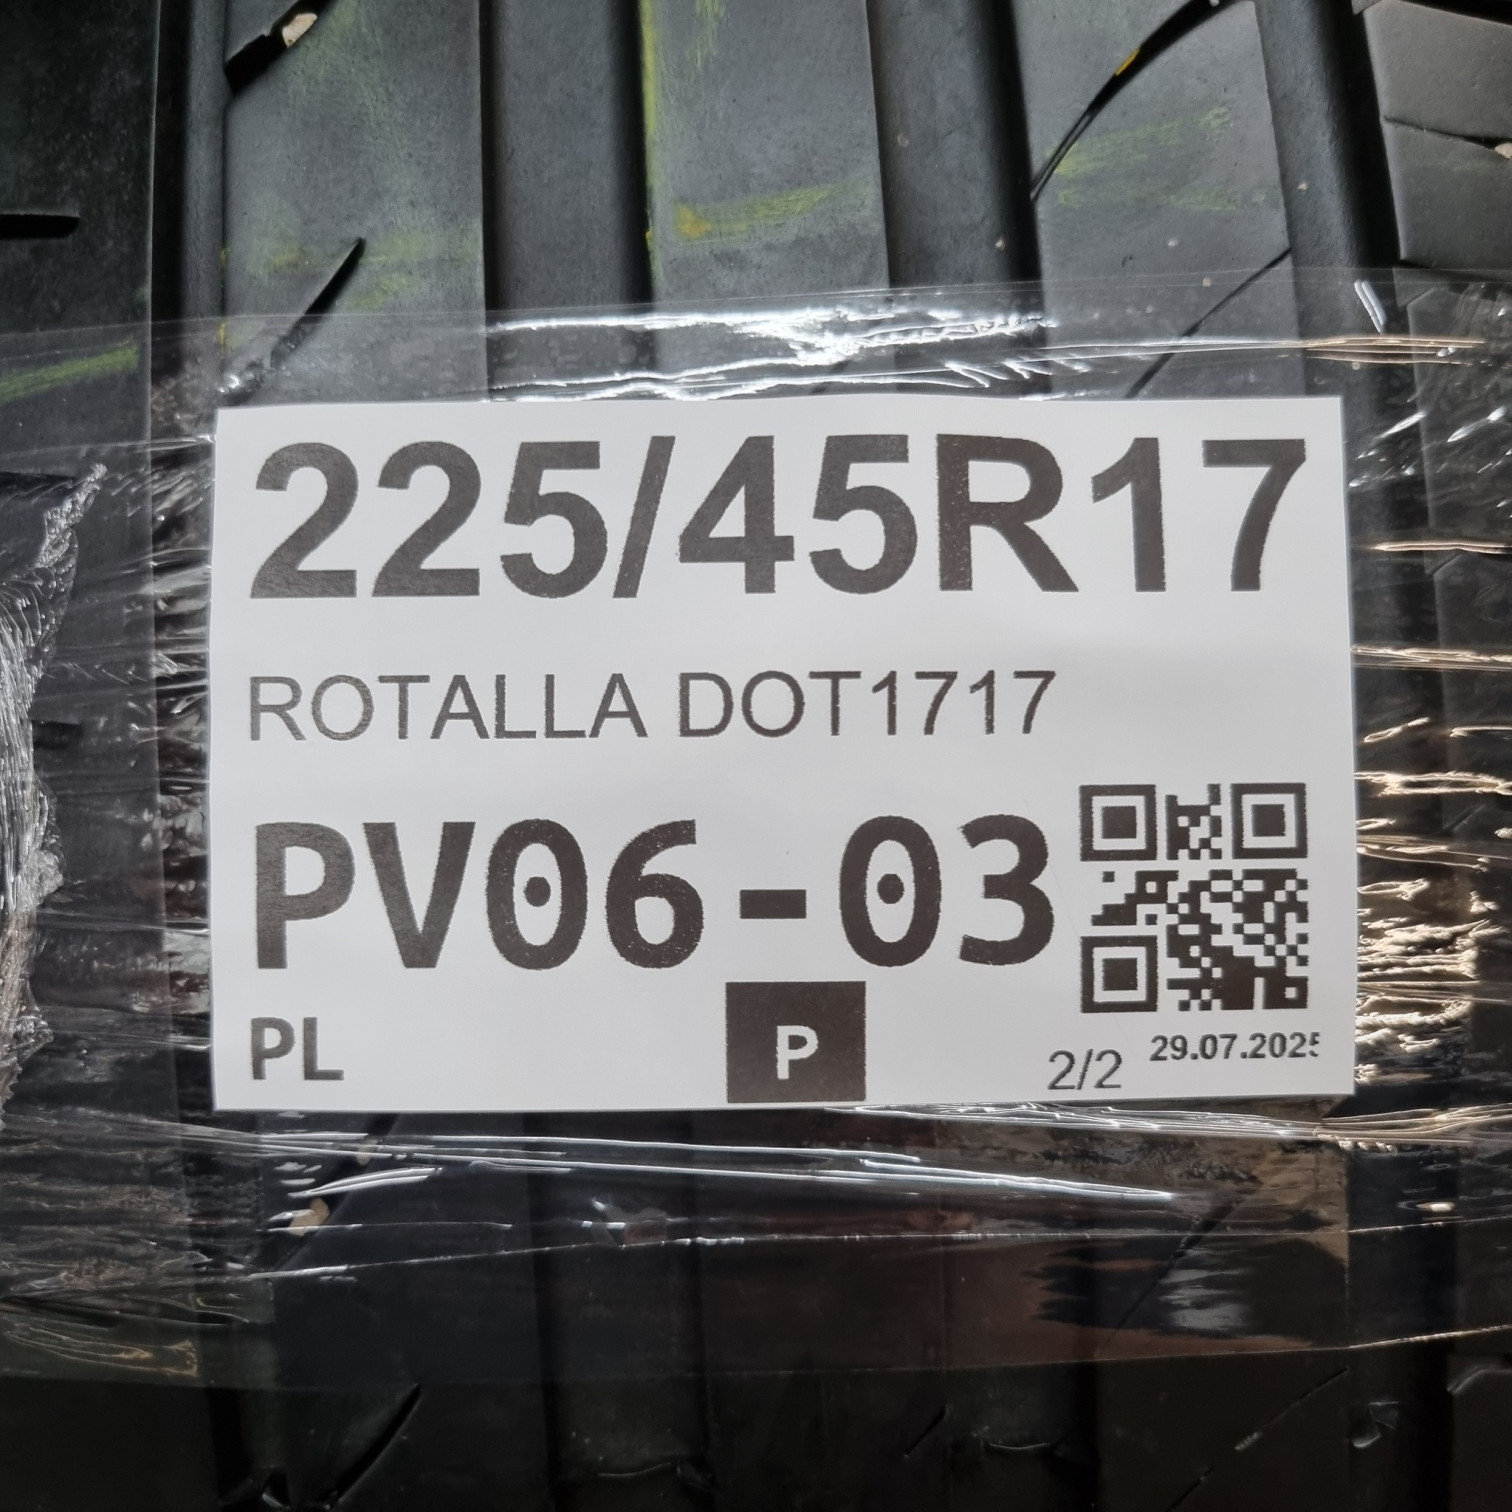 225/45R17
ROTALLA DOT1717
PV06-03
PL P 2/2 29.07.2025